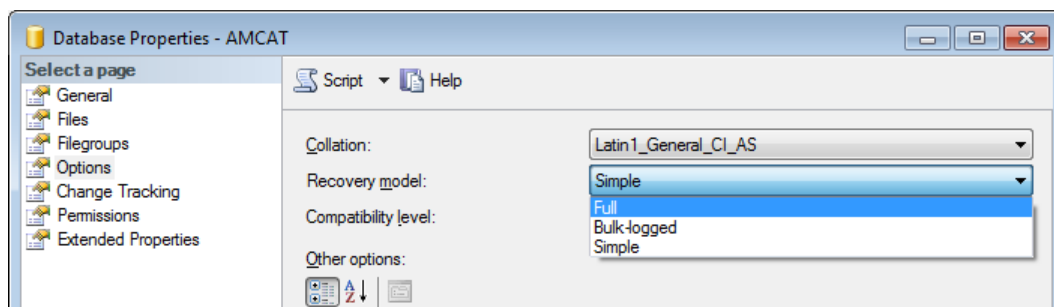 Database Properties - AMCAT
Select a page
General
Files
Filegroups
Options
Change Tracking
Permissions
Extended Properties
Script
Help
Collation:
Latin1_General_CI_AS
Recovery model:
Simple
Full
Bulk-logged
Simple
Compatibility level:
Other options: